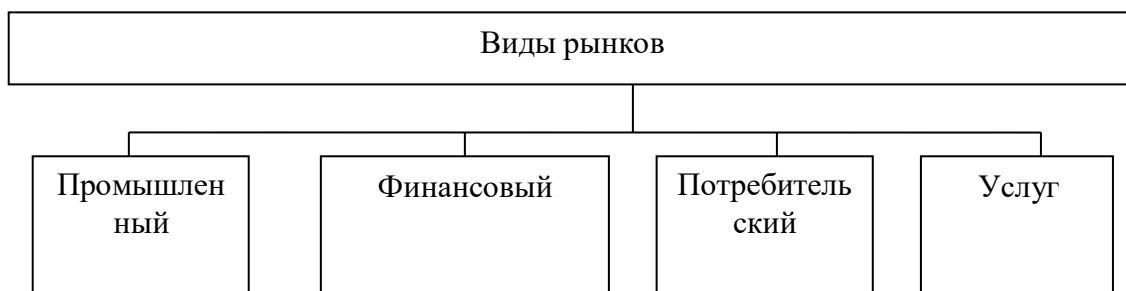 Виды рынков
Промышлен
ный
Финансовый
Потребитель
ский
Услуг